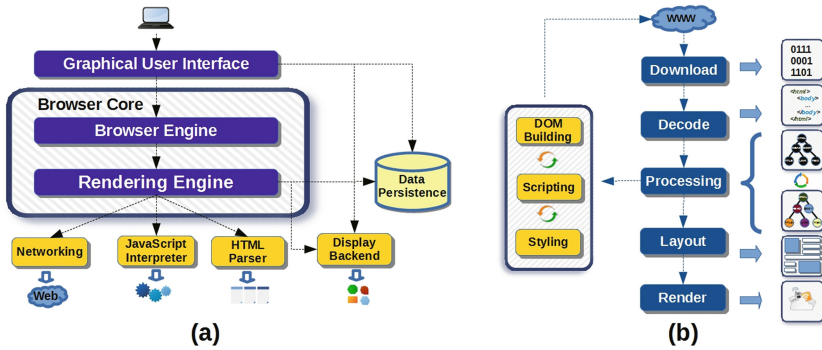 Graphical User Interface
Browser Core
Browser Engine
Rendering Engine
Data
Persistence
Networking
JavaScript
Interpreter
HTML
Parser
Display
Backend
Web
(a)
WWW
Download
0111
0001
1101
Decode
<html>
<body>
...
</body>
</html>
DOM
Building
Scripting
Styling
Processing
Layout
Render
(b)